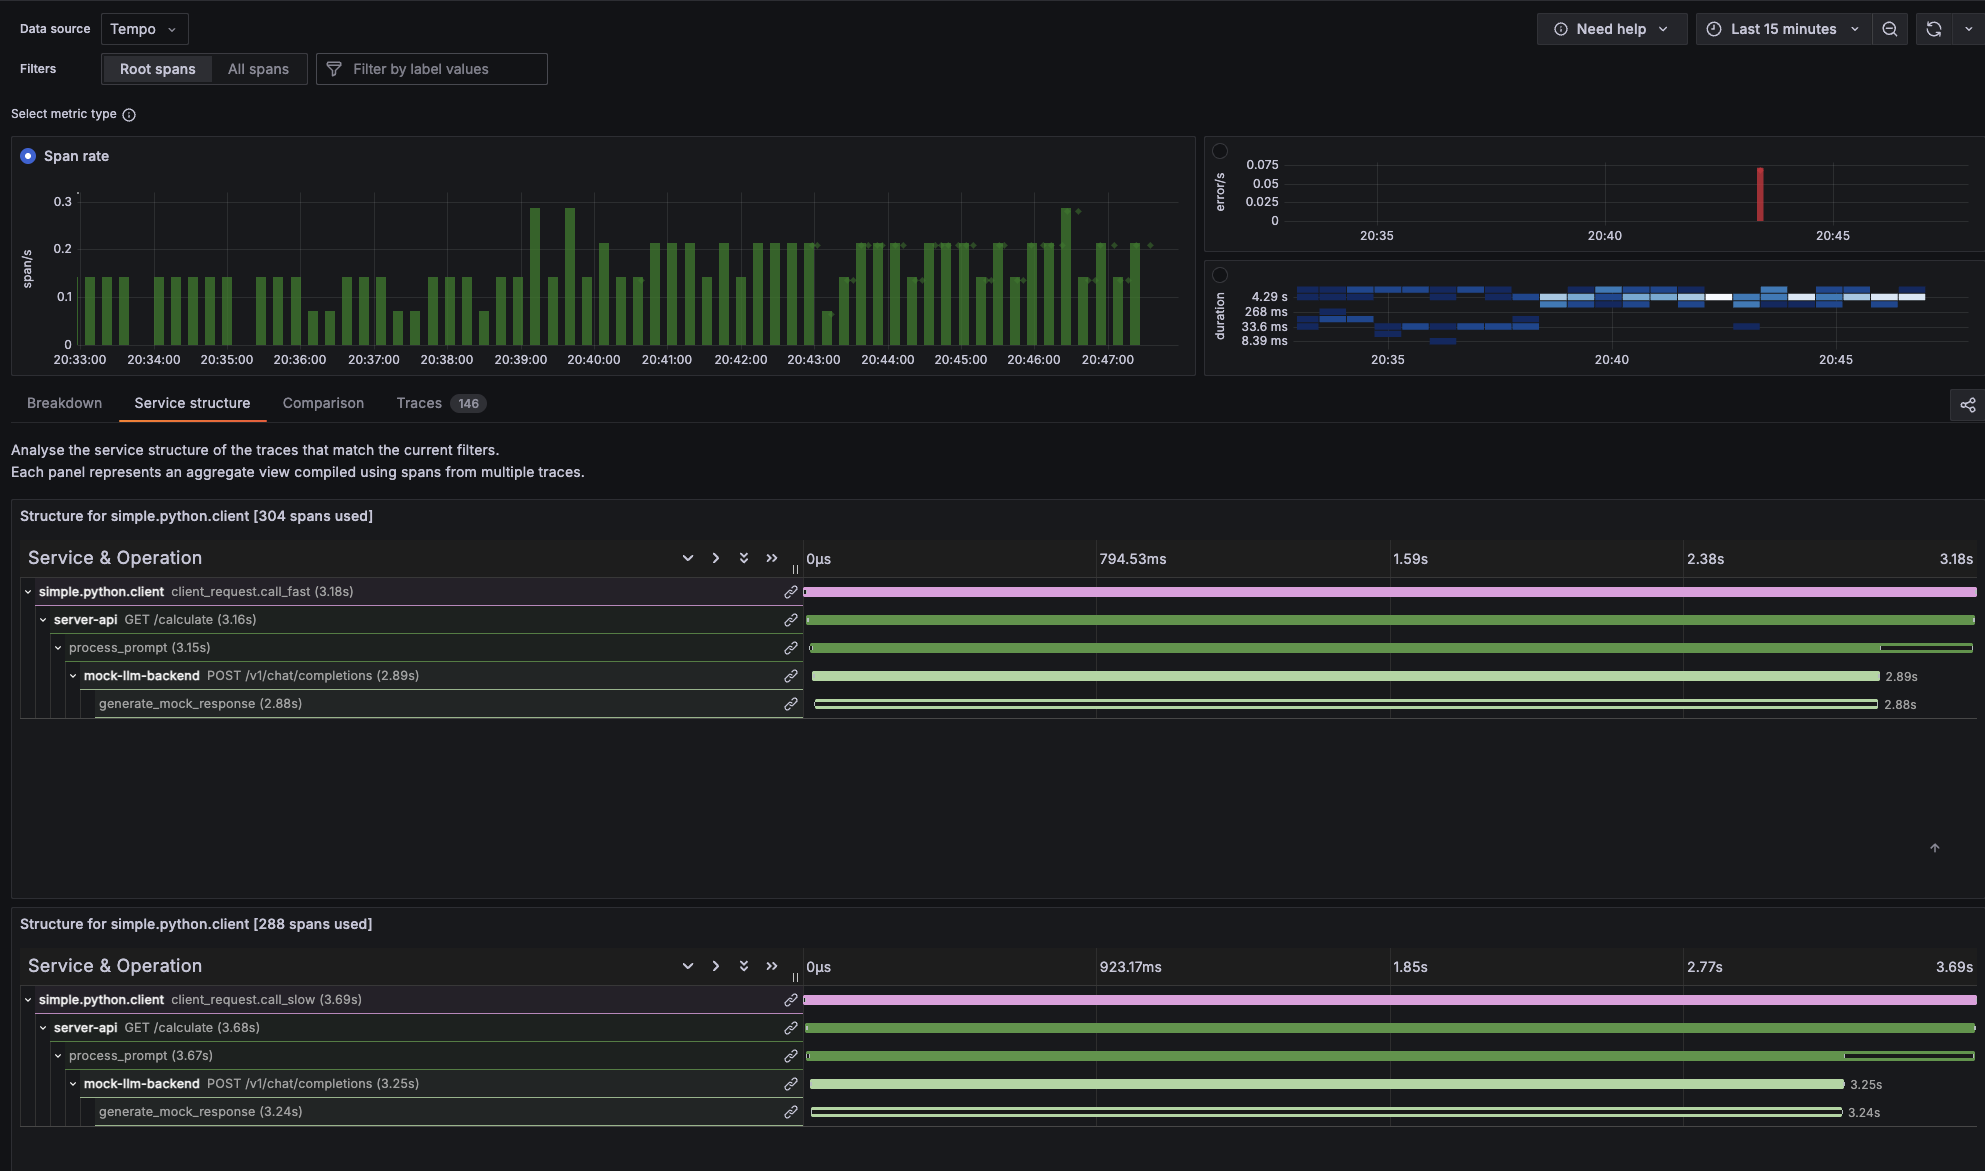 Data source Tempo Need help Last 15 minutes
Filters Root spans All spans Filter by label values
Select metric type
Span rate
span/s
0.3
0.2
0.1
0
20:33:00 20:34:00 20:35:00 20:36:00 20:37:00 20:38:00 20:39:00 20:40:00 20:41:00 20:42:00 20:43:00 20:44:00 20:45:00 20:46:00 20:47:00
error/s
0.075
0.05
0.025
0
20:35 20:40 20:45
duration
4.29 s
268 ms
33.6 ms
8.39 ms
20:35 20:40 20:45
Breakdown Service structure Comparison Traces 146
Analyse the service structure of the traces that match the current filters.
Each panel represents an aggregate view compiled using spans from multiple traces.
Structure for simple.python.client [304 spans used]
Service & Operation 0μs 794.53ms 1.59s 2.38s 3.18s
simple.python.client client_request.call_fast (3.18s)
server-api GET /calculate (3.16s)
process_prompt (3.15s)
mock-llm-backend POST /v1/chat/completions (2.89s) 2.89s
generate_mock_response (2.88s) 2.88s
Structure for simple.python.client [288 spans used]
Service & Operation 0μs 923.17ms 1.85s 2.77s 3.69s
simple.python.client client_request.call_slow (3.69s)
server-api GET /calculate (3.68s)
process_prompt (3.67s)
mock-llm-backend POST /v1/chat/completions (3.25s) 3.25s
generate_mock_response (3.24s) 3.24s